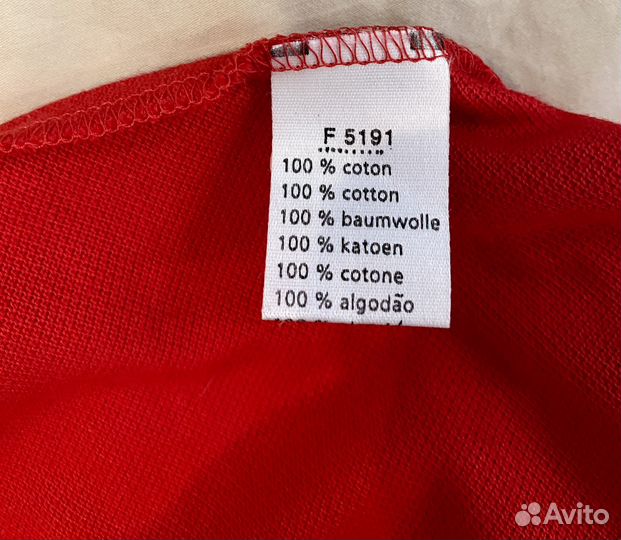 F 5191
100 % coton
100 % cotton
100 % baumwolle
100 % katoen
100 % cotone
100 % algodão
Avito